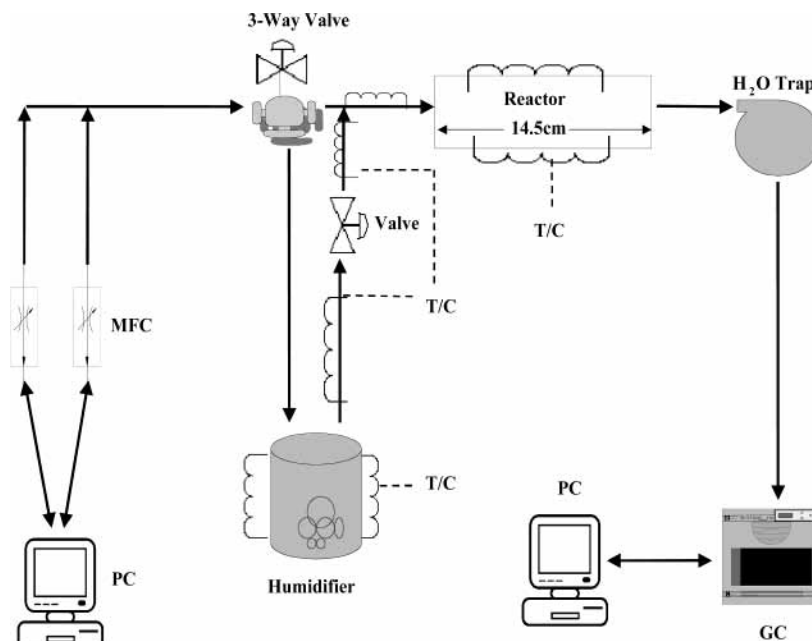 3-Way Valve
H₂O Trap
Reactor
14.5cm
Valve
T/C
MFC
T/C
T/C
PC
PC
Humidifier
GC